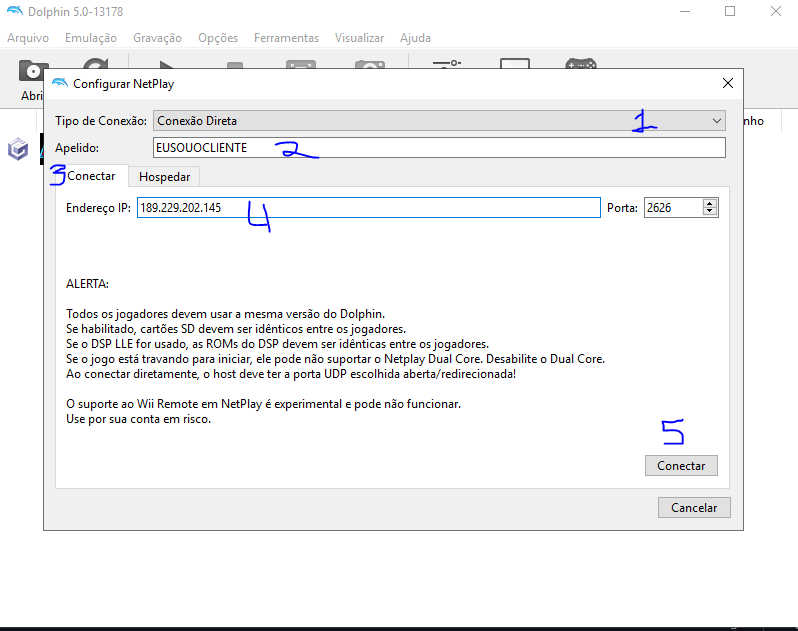 Dolphin 5.0-13178
Arquivo Emulação Gravação Opções Ferramentas Visualizar Ajuda
Abri
nho
Configurar NetPlay
Tipo de Conexão: Conexão Direta 1
Apelido: EUSOUOCLIENTE 2
3 Conectar Hospedar
Endereço IP: 189.229.202.145 4 Porta: 2626
ALERTA:
Todos os jogadores devem usar a mesma versão do Dolphin.
Se habilitado, cartões SD devem ser idênticos entre os jogadores.
Se o DSP LLE for usado, as ROMs do DSP devem ser idênticas entre os jogadores.
Se o jogo está travando para iniciar, ele pode não suportar o Netplay Dual Core. Desabilite o Dual Core.
Ao conectar diretamente, o host deve ter a porta UDP escolhida aberta/redirecionada!
O suporte ao Wii Remote em NetPlay é experimental e pode não funcionar.
Use por sua conta em risco.
5
Conectar
Cancelar